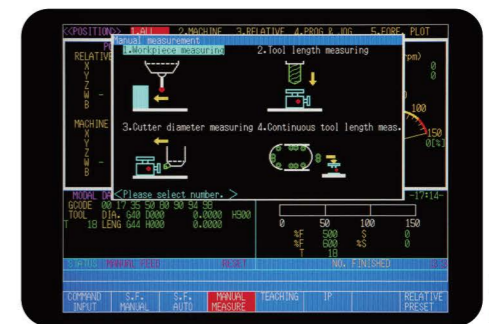 <<POSITION>> 1.ALL 2.MACHINE 3.RELATIVE 4.PROG & JOG 5.FORE. PLOT
Manual measurement
1.Workpiece measuring 2.Tool length measuring
RELATIVE
X
Y
Z
W -
B
rpm)
0
0
100
150
0[%]
MACHINE
X
Y
Z
W -
B
3.Cutter diameter measuring 4.Continuous tool length meas.
<Please select number. >
MODAL DA -17:14-
GCODE 00 17 35 50 80 90 94 98
TOOL DIA. G40 D000 0.0000 H900
T 18 LENG G44 H000 0.0000
0 50 100 150
%F 500 S 0
%F 600 %S 0
T 18
STATUS MANUAL FEED RESET NO. FINISHED
COMMAND INPUT S.F. MANUAL S.F. AUTO MANUAL MEASURE TEACHING IP RELATIVE PRESET